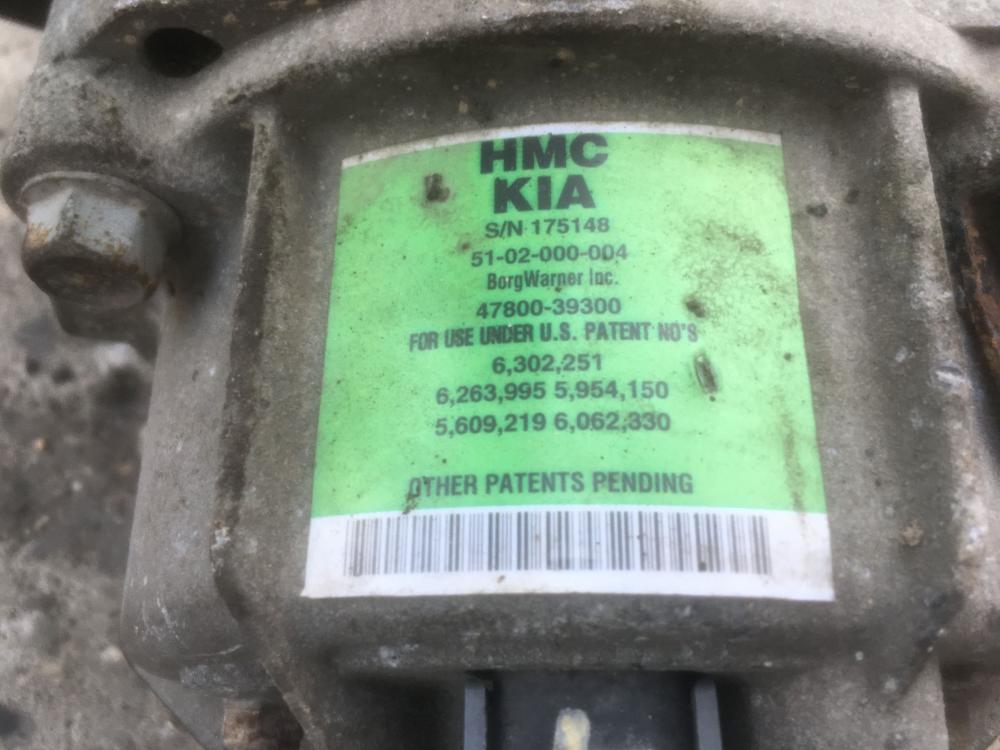 HMC
KIA
S/N 175148
51-02-000-004
BorgWarner Inc.
47800-39300
FOR USE UNDER U.S. PATENT NO'S
6,302,251
6,263,995 5,954,150
5,609,219 6,062,330
OTHER PATENTS PENDING